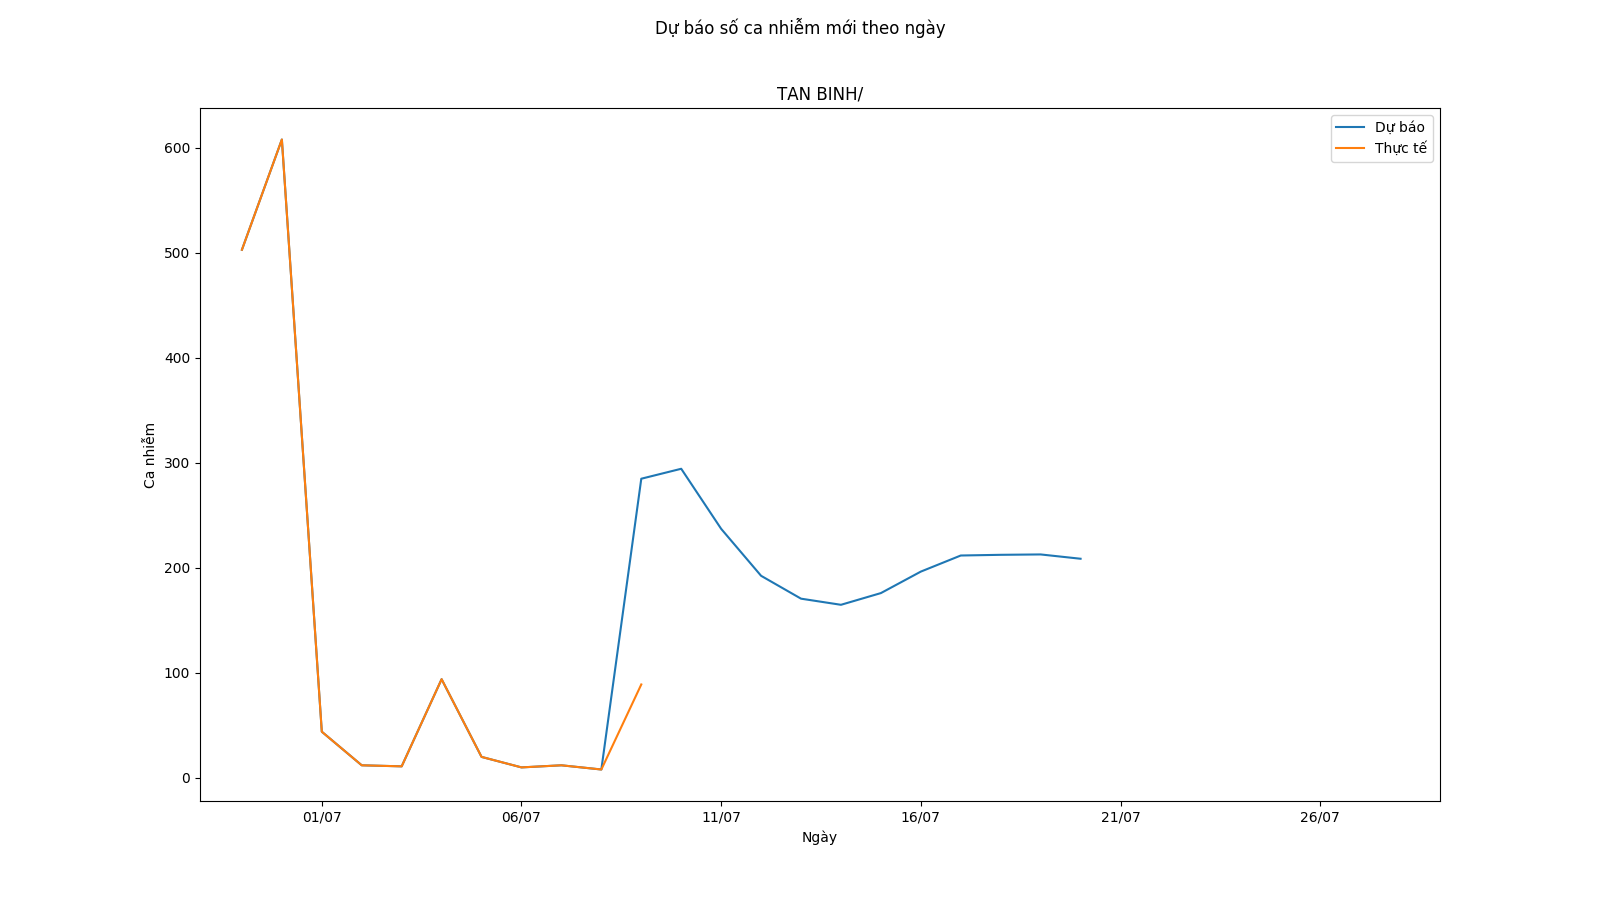 Dự báo số ca nhiễm mới theo ngày
TAN BINH/
Dự báo
Thực tế
600
500
400
300
200
100
0
Ca nhiễm
01/07
06/07
11/07
16/07
21/07
26/07
Ngày